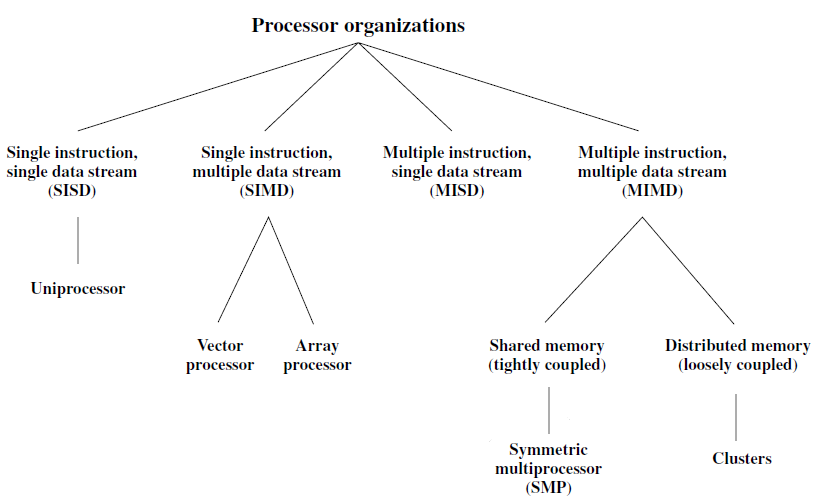 Processor organizations
Single instruction,
single data stream
(SISD)
Single instruction,
multiple data stream
(SIMD)
Multiple instruction,
single data stream
(MISD)
Multiple instruction,
multiple data stream
(MIMD)
Uniprocessor
Vector
processor
Array
processor
Shared memory
(tightly coupled)
Distributed memory
(loosely coupled)
Symmetric
multiprocessor
(SMP)
Clusters